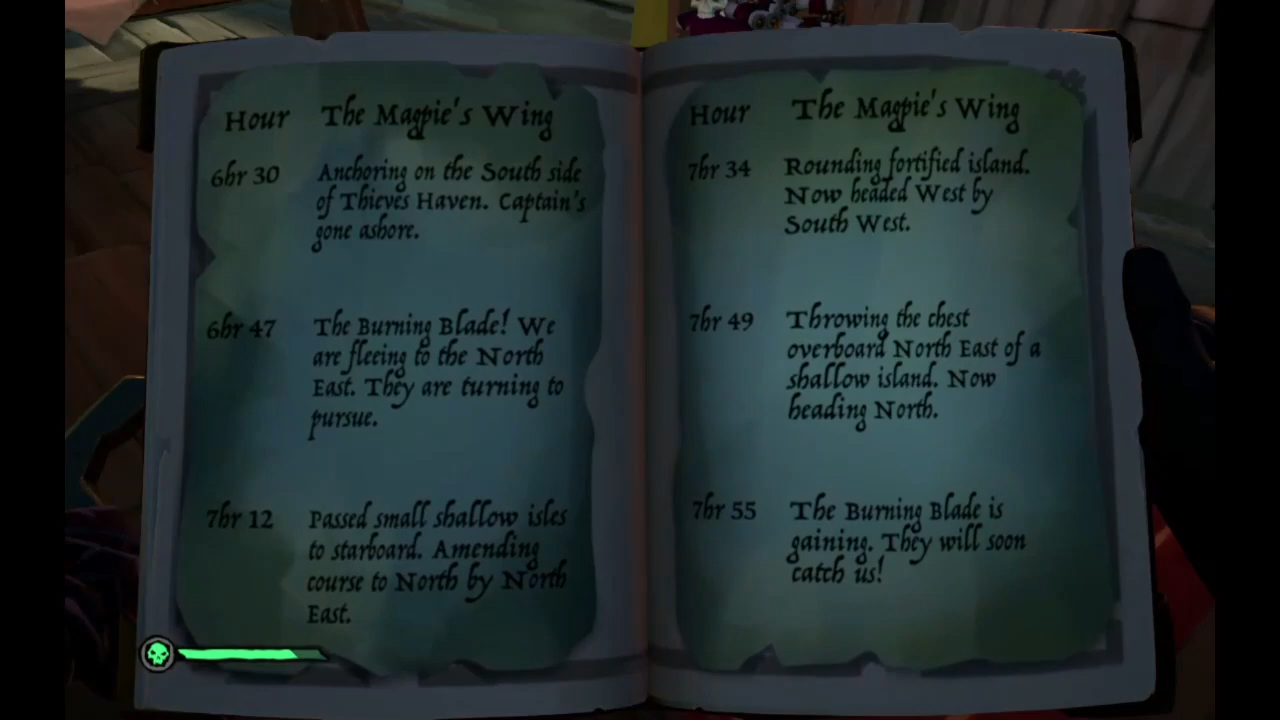 Hour The Magpie's Wing
6hr 30 Anchoring on the South side
of Thieves Haven. Captain's
gone ashore.
6hr 47 The Burning Blade! We
are fleeing to the North
East. They are turning to
pursue.
7hr 12 Passed small shallow isles
to starboard. Amending
course to North by North
East.
Hour The Magpie's Wing
7hr 34 Rounding fortified island.
Now headed West by
South West.
7hr 49 Throwing the chest
overboard North East of a
shallow island. Now
heading North.
7hr 55 The Burning Blade is
gaining. They will soon
catch us!